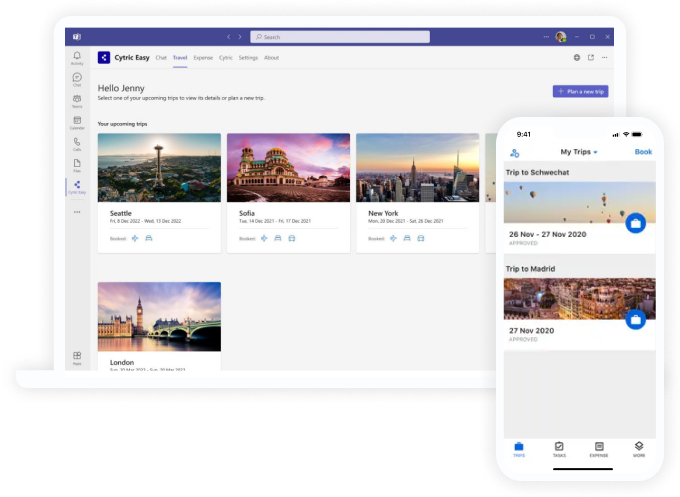 Search
Activity
Chat
Teams
Calendar
Calls
Files
Cytric Easy
Apps
Cytric Easy Chat Travel Expense Cytric Settings About
Hello Jenny
Select one of your upcoming trips to view its details or plan a new trip.
+ Plan a new trip
Your upcoming trips
Seattle
Fri, 8 Dec 2022 - Wed, 13 Dec 2022
Booked:
Sofia
Tue, 14 Dec 2021 - Fri, 17 Dec 2021
Booked:
New York
Mon, 20 Dec 2021 - Sat, 26 Dec 2021
Booked:
London
Sun, 20 Mar 2022 - Sun, 20 Mar 2022
9:41
My Trips
Book
Trip to Schwechat
26 Nov - 27 Nov 2020
APPROVED
Trip to Madrid
27 Nov 2020
APPROVED
TRIPS
TASKS
EXPENSE
MORE